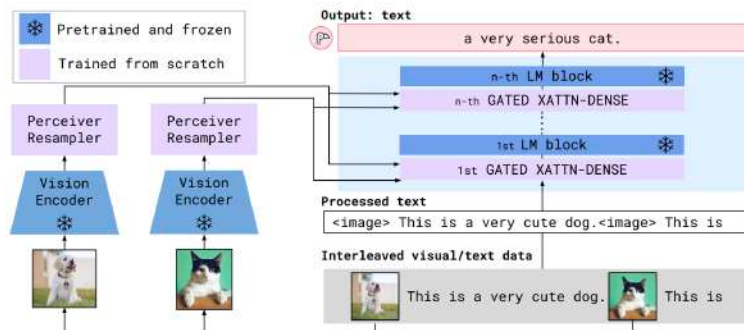 Output: text
Pretrained and frozen
Trained from scratch
a very serious cat.
n-th LM block
n-th GATED XATTN-DENSE
Perceiver
Resampler
Perceiver
Resampler
1st LM block
1st GATED XATTN-DENSE
Vision
Encoder
Vision
Encoder
Processed text
<image> This is a very cute dog.<image> This is
Interleaved visual/text data
This is a very cute dog.
This is